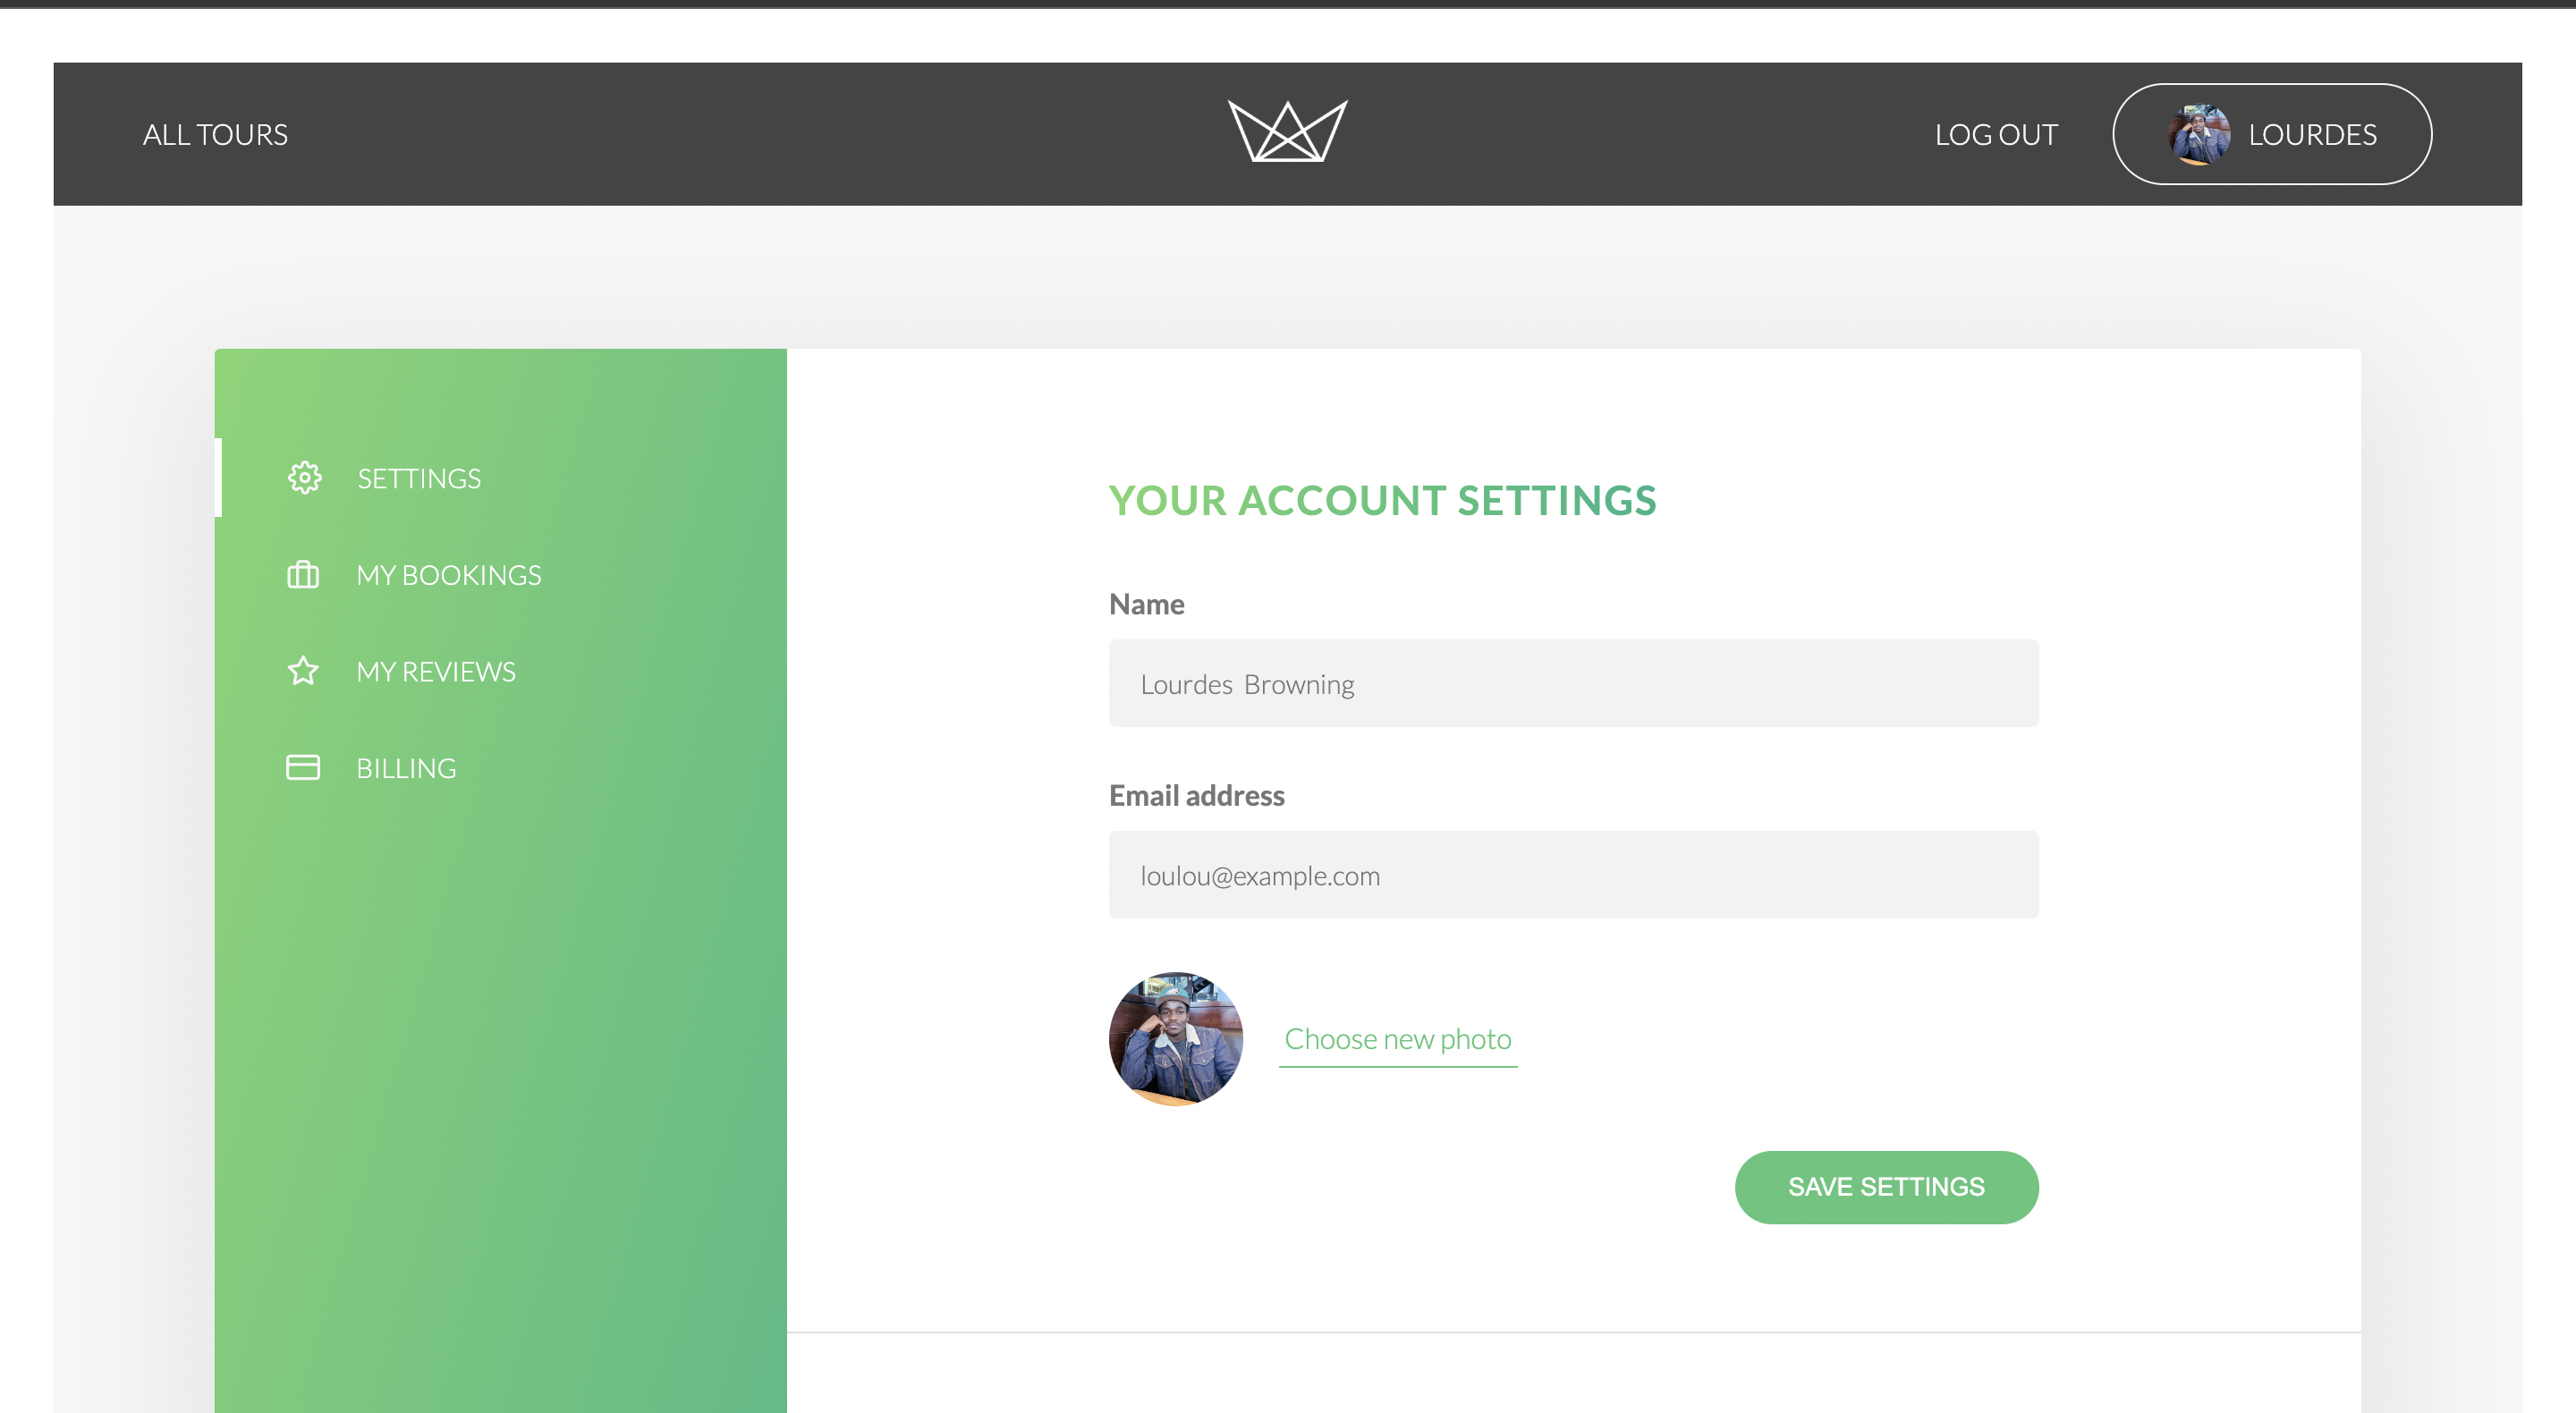 ALL TOURS
LOG OUT
LOURDES
SETTINGS
MY BOOKINGS
MY REVIEWS
BILLING
YOUR ACCOUNT SETTINGS
Name
Lourdes  Browning
Email address
loulou@example.com
Choose new photo
SAVE SETTINGS